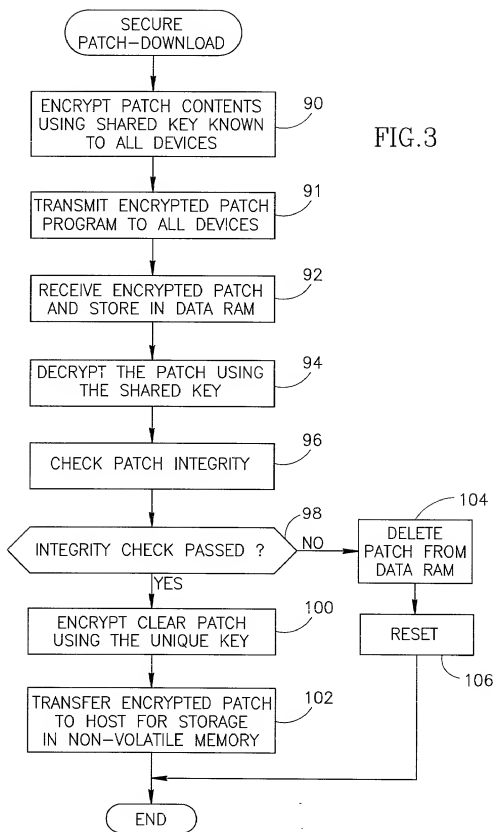 SECURE
PATCH-DOWNLOAD
ENCRYPT PATCH CONTENTS
USING SHARED KEY KNOWN
TO ALL DEVICES
90
FIG.3
TRANSMIT ENCRYPTED PATCH
PROGRAM TO ALL DEVICES
91
RECEIVE ENCRYPTED PATCH
AND STORE IN DATA RAM
92
DECRYPT THE PATCH USING
THE SHARED KEY
94
CHECK PATCH INTEGRITY
96
INTEGRITY CHECK PASSED ?
98
NO
YES
DELETE
PATCH FROM
DATA RAM
104
ENCRYPT CLEAR PATCH
USING THE UNIQUE KEY
100
RESET
106
TRANSFER ENCRYPTED PATCH
TO HOST FOR STORAGE
IN NON-VOLATILE MEMORY
102
END